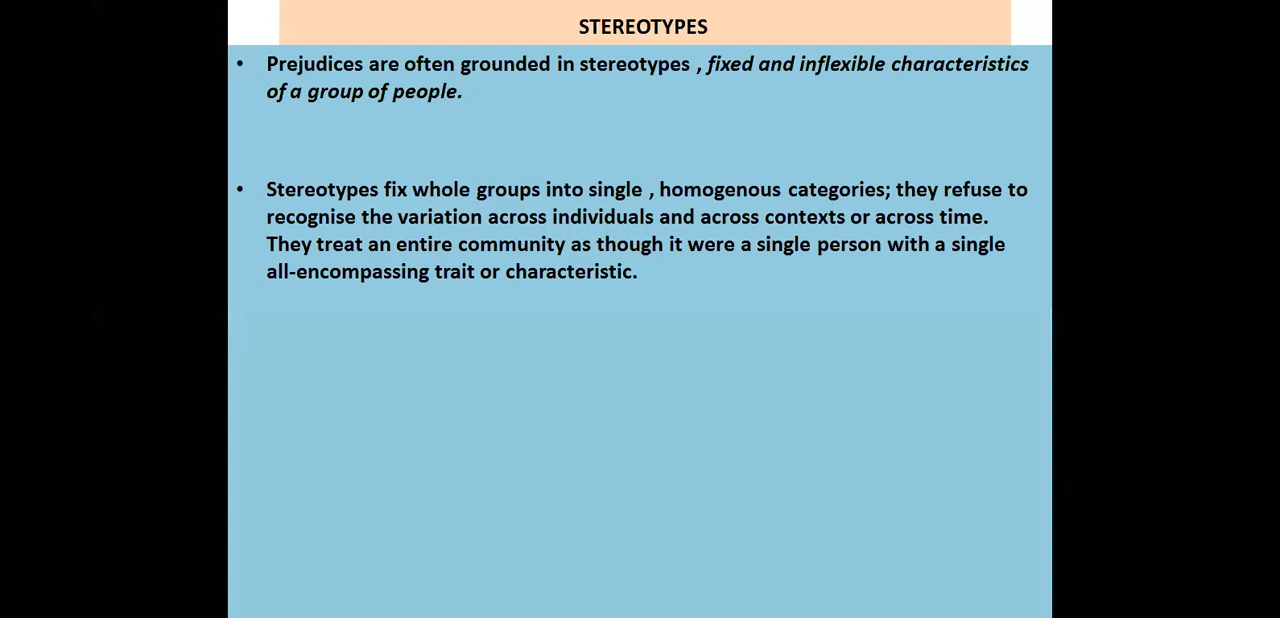 STEREOTYPES
• Prejudices are often grounded in stereotypes , fixed and inflexible characteristics
of a group of people.
• Stereotypes fix whole groups into single , homogenous categories; they refuse to
recognise the variation across individuals and across contexts or across time.
They treat an entire community as though it were a single person with a single
all-encompassing trait or characteristic.